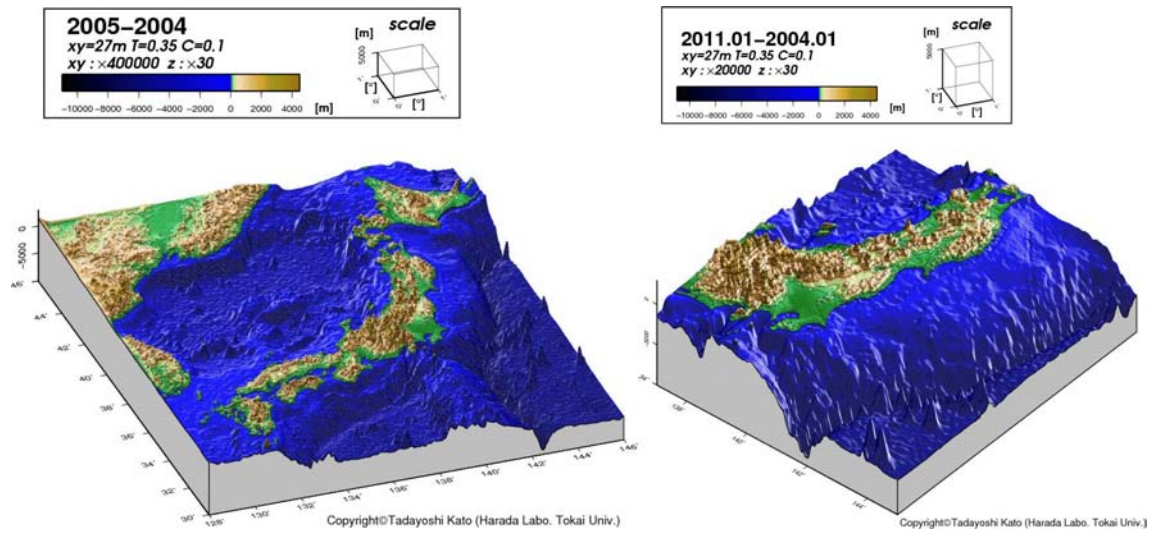 2005−2004
xy=27m T=0.35 C=0.1
xy : ×400000 z : ×30
−10000 −8000 −6000 −4000 −2000 0 2000 4000 [m]
scale
[m]
5000
[°]
[°]
2011.01−2004.01
xy=27m T=0.35 C=0.1
xy : ×20000 z : ×30
−10000 −8000 −6000 −4000 −2000 0 2000 4000 [m]
scale
[m]
5000
[°]
[°]
0
−5000
46°
44°
42°
40°
38°
36°
34°
32°
30°
128°
130°
132°
134°
136°
138°
140°
142°
144°
146°
Copyright©Tadayoshi Kato (Harada Labo. Tokai Univ.)
138°
140°
142°
144°
Copyright©Tadayoshi Kato (Harada Labo. Tokai Univ.)